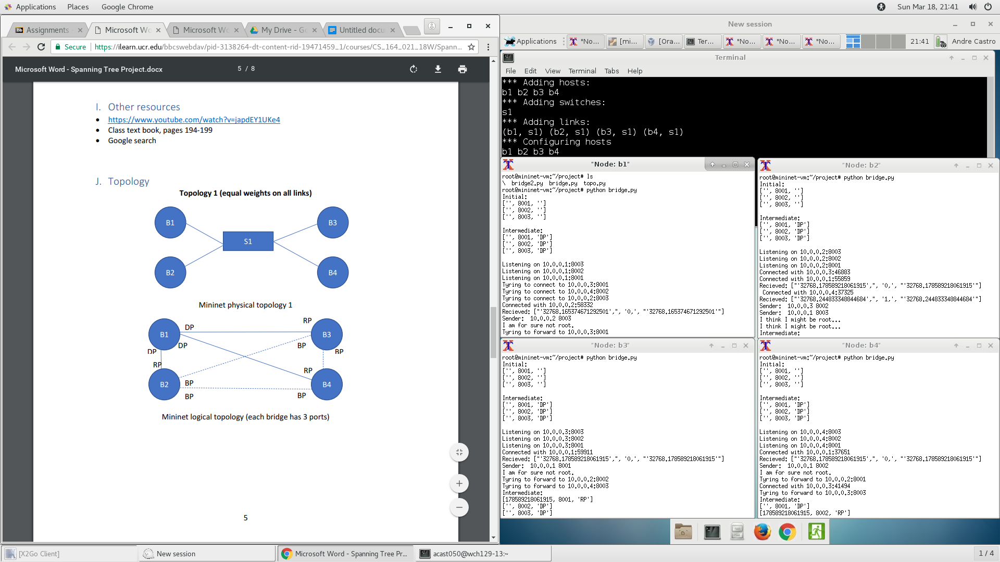 Applications Places Google Chrome Sun Mar 18, 21:41
Assignments Microsoft Wo Microsoft Wo My Drive - Go Untitled docu
Secure https://ilearn.ucr.edu/bbcswebdav/pid-3138264-dt-content-rid-19471459_1/courses/CS_164_021_18W/Spann...
Microsoft Word - Spanning Tree Project.docx 5 / 8
I. Other resources
https://www.youtube.com/watch?v=japdEY1UKe4
Class text book, pages 194-199
Google search
J. Topology
Topology 1 (equal weights on all links)
B1 B3
S1
B2 B4
Mininet physical topology 1
DP RP
B1 B3
DP BP
DP BP
RP RP
B2 BP B4
BP BP
Mininet logical topology (each bridge has 3 ports)
5
New session
Applications "No... [mi... [Ora... Ter... "No... "No... "No... 21:41 Andre Castro
Terminal
File Edit View Terminal Tabs Help
*** Adding hosts:
b1 b2 b3 b4
*** Adding switches:
s1
*** Adding links:
(b1, s1) (b2, s1) (b3, s1) (b4, s1)
*** Configuring hosts
b1 b2 b3 b4
"Node: b1"
root@mininet-vm:~/project# ls
\ bridge2.py bridge.py topo.py
root@mininet-vm:~/project# python bridge.py
Initial:
['', 8001, '']
['', 8002, '']
['', 8003, '']
Intermediate:
['', 8001, 'DP']
['', 8002, 'DP']
['', 8003, 'DP']
Listening on 10.0.0.1:8003
Listening on 10.0.0.1:8002
Listening on 10.0.0.1:8001
Tyring to connect to 10.0.0.3:8001
Tyring to connect to 10.0.0.4:8002
Tyring to connect to 10.0.0.2:8003
Connected with 10.0.0.2:58332
Recieved: ["'32768.165374671292501',", '0,', "'32768.165374671292501'"]
Sender: 10.0.0.2 8003
I am for sure not root.
Tyring to forward to 10.0.0.3:8001
"Node: b2"
root@mininet-vm:~/project# python bridge.py
Initial:
['', 8001, '']
['', 8002, '']
['', 8003, '']
Intermediate:
['', 8001, 'DP']
['', 8002, 'DP']
['', 8003, 'DP']
Listening on 10.0.0.2:8003
Listening on 10.0.0.2:8002
Listening on 10.0.0.2:8001
Connected with 10.0.0.3:46883
Connected with 10.0.0.1:55859
Recieved: ["'32768.178589218061915',", '0,', "'32768.178589218061915'"]
Connected with 10.0.0.4:37325
Recieved: ["'32768.244833348844684',", '1,', "'32768.244833348844684'"]
Sender: 10.0.0.3 8002
Sender: 10.0.0.1 8003
I think I might be root...
I think I might be root...
Intermediate:
"Node: b3"
root@mininet-vm:~/project# python bridge.py
Initial:
['', 8001, '']
['', 8002, '']
['', 8003, '']
Intermediate:
['', 8001, 'DP']
['', 8002, 'DP']
['', 8003, 'DP']
Listening on 10.0.0.3:8003
Listening on 10.0.0.3:8002
Listening on 10.0.0.3:8001
Connected with 10.0.0.1:59911
Recieved: ["'32768.178589218061915',", '0,', "'32768.178589218061915'"]
Sender: 10.0.0.1 8001
I am for sure not root.
Tyring to forward to 10.0.0.2:8002
Tyring to forward to 10.0.0.4:8003
Intermediate:
[178589218061915, 8001, 'RP']
['', 8002, 'DP']
['', 8003, 'DP']
"Node: b4"
root@mininet-vm:~/project# python bridge.py
Initial:
['', 8001, '']
['', 8002, '']
['', 8003, '']
Intermediate:
['', 8001, 'DP']
['', 8002, 'DP']
['', 8003, 'DP']
Listening on 10.0.0.4:8003
Listening on 10.0.0.4:8002
Listening on 10.0.0.4:8001
Connected with 10.0.0.1:37651
Recieved: ["'32768.178589218061915',", '0,', "'32768.178589218061915'"]
Sender: 10.0.0.1 8002
I am for sure not root.
Tyring to forward to 10.0.0.2:8001
Connected with 10.0.0.3:41494
Tyring to forward to 10.0.0.3:8003
Intermediate:
['', 8001, 'DP']
[178589218061915, 8002, 'RP']
[X2Go Client] New session Microsoft Word - Spanning Tree Pr... acast050@wch129-13:~ 1 / 4